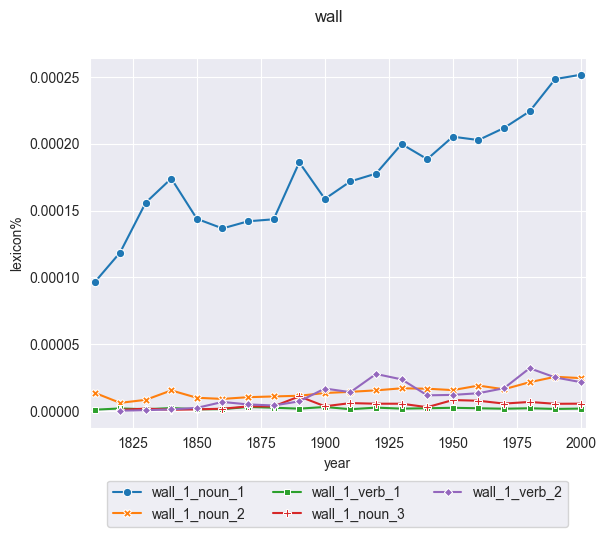 wall
0.00025
0.00020
0.00015
0.00010
0.00005
0.00000
lexicon%
1825 1850 1875 1900 1925 1950 1975 2000
year
wall_1_noun_1 wall_1_verb_1 wall_1_verb_2
wall_1_noun_2 wall_1_noun_3